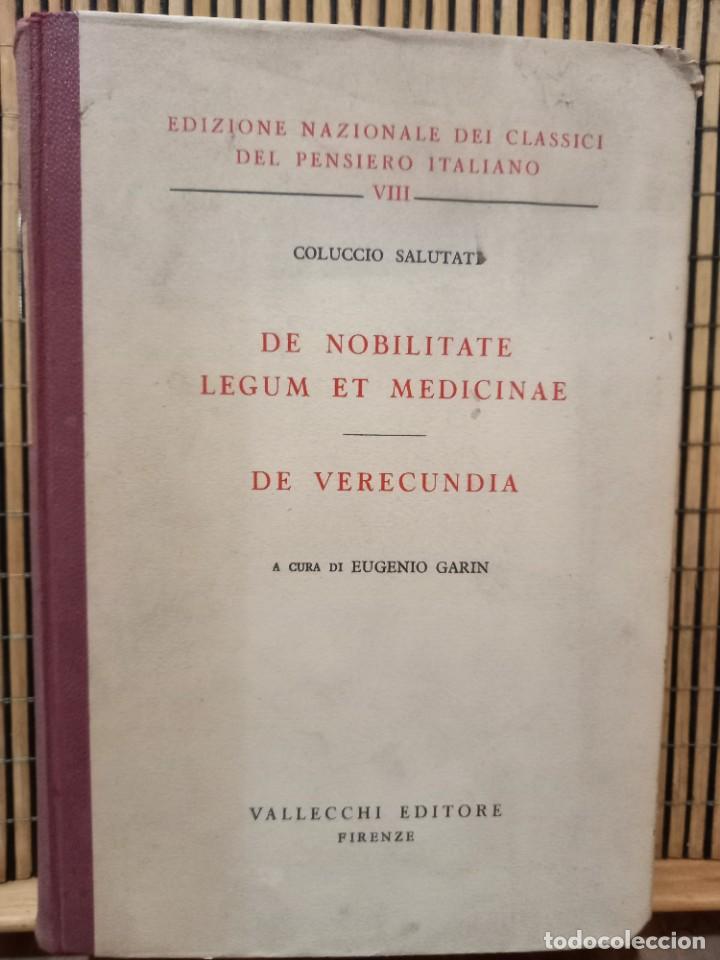 EDIZIONE NAZIONALE DEI CLASSICI
DEL PENSIERO ITALIANO
VIII
COLUCCIO SALUTATI
DE NOBILITATE
LEGUM ET MEDICINAE
DE VERECUNDIA
A CURA DI EUGENIO GARIN
VALLECCHI EDITORE
FIRENZE
todocoleccion